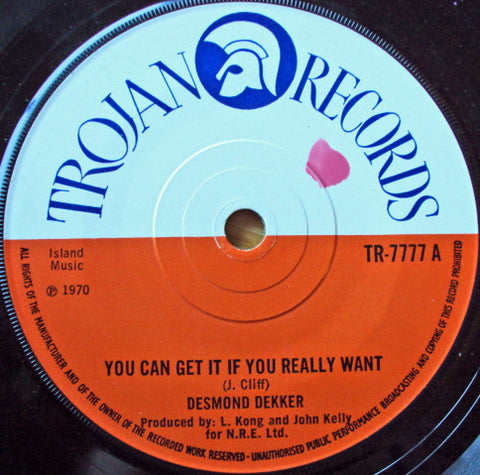 TROJAN RECORDS
Island
Music
℗ 1970
TR-7777 A
YOU CAN GET IT IF YOU REALLY WANT
(J. Cliff)
DESMOND DEKKER
Produced by: L. Kong and John Kelly
for N.R.E. Ltd.
ALL RIGHTS OF THE MANUFACTURER AND OF THE OWNER OF THE RECORDED WORK RESERVED - UNAUTHORISED PUBLIC PERFORMANCE BROADCASTING AND COPYING OF THIS RECORD PROHIBITED